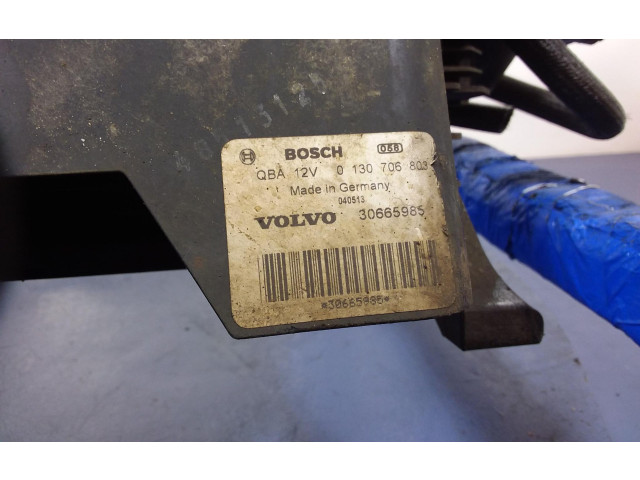 BOSCH 058
QBA 12V 0 130 706 803
Made in Germany
040513
VOLVO 30665985
*30665985*